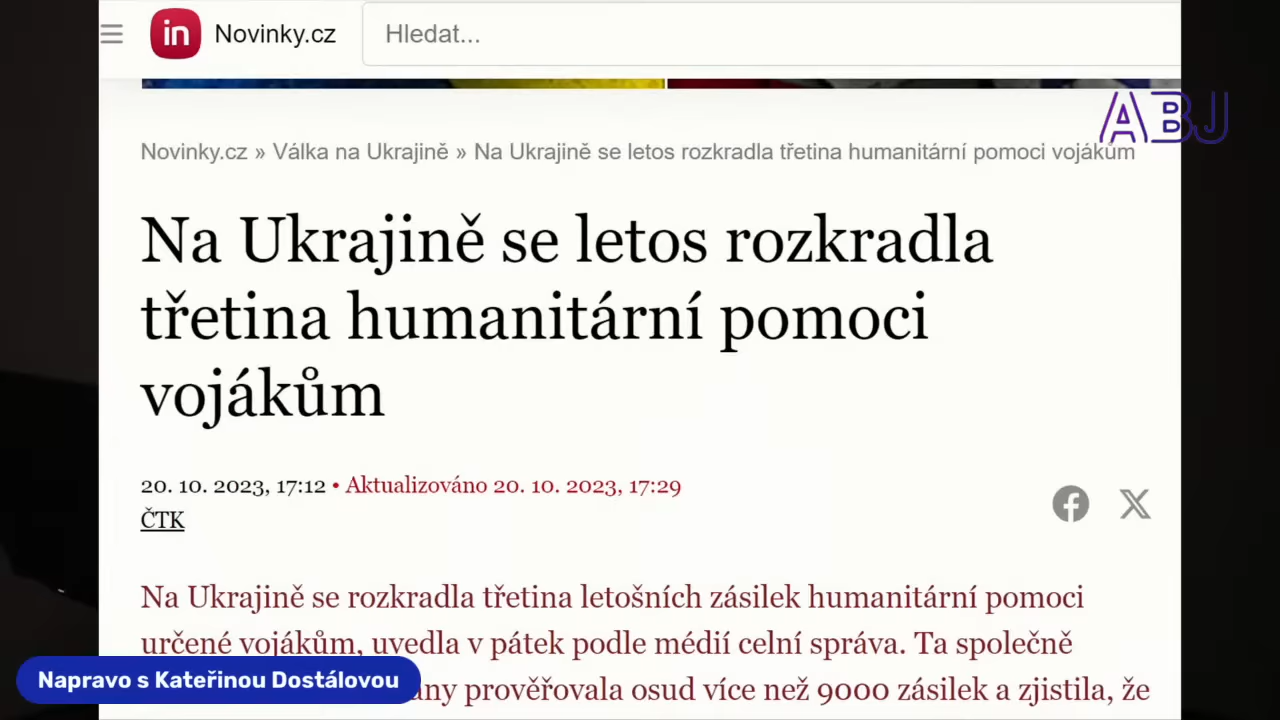 in Novinky.cz Hledat...
ABJ
Novinky.cz » Válka na Ukrajině » Na Ukrajině se letos rozkradla třetina humanitární pomoci vojákům
Na Ukrajině se letos rozkradla
třetina humanitární pomoci
vojákům
20. 10. 2023, 17:12 • Aktualizováno 20. 10. 2023, 17:29
ČTK
Na Ukrajině se rozkradla třetina letošních zásilek humanitární pomoci
určené vojákům, uvedla v pátek podle médií celní správa. Ta společně
prověřovala osud více než 9000 zásilek a zjistila, že
Napravo s Kateřinou Dostálovou